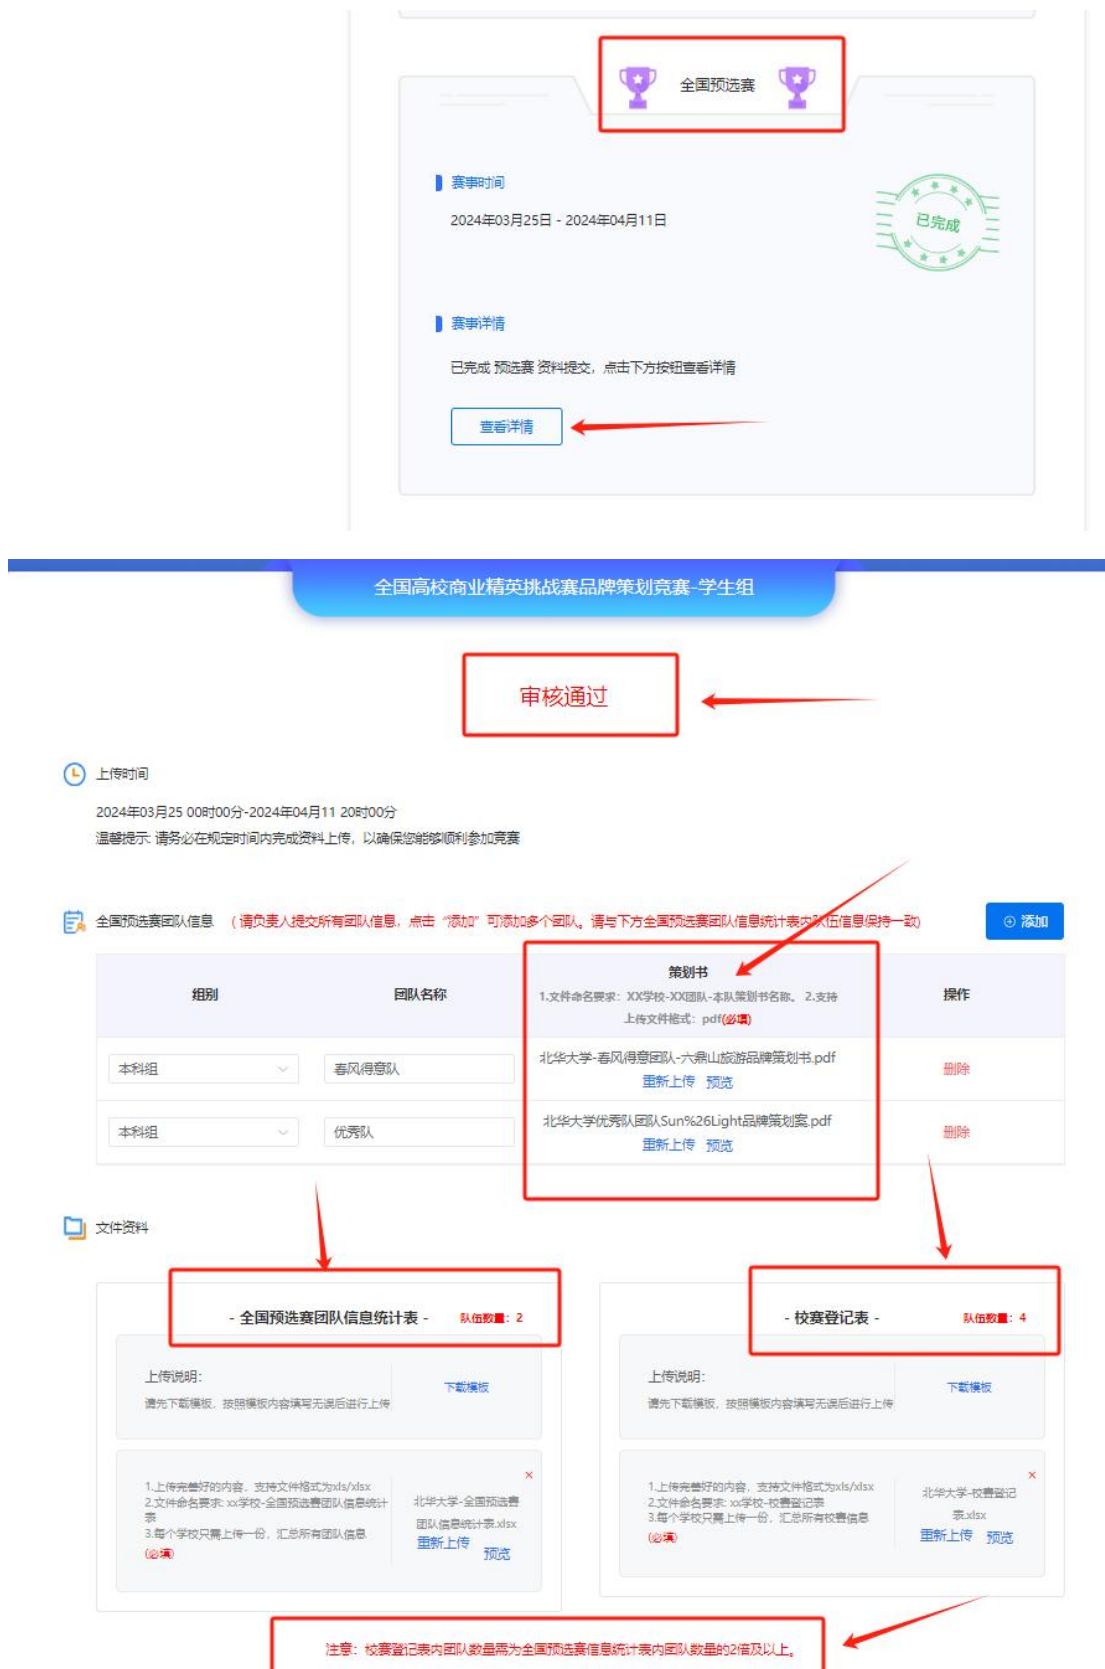 全国预选赛
赛事时间
2024年03月25日 - 2024年04月11日
已完成
赛事详情
已完成 预选赛 资料提交，点击下方按钮查看详情
查看详情
全国高校商业精英挑战赛品牌策划竞赛-学生组
审核通过
上传时间
2024年03月25 00时00分-2024年04月11 20时00分
温馨提示: 请务必在规定时间内完成资料上传，以确保您能够顺利参加竞赛
全国预选赛团队信息 （请负责人提交所有团队信息，点击“添加”可添加多个团队。请与下方全国预选赛团队信息统计表内队伍信息保持一致)
添加
组别 团队名称 策划书 操作
1.文件命名要求：XX学校-XX团队-本队策划书名称。 2.支持
上传文件格式：pdf(必填)
本科组 春风得意队 北华大学-春风得意团队-六鼎山旅游品牌策划书.pdf 删除
重新上传 预览
本科组 优秀队 北华大学优秀队团队Sun%26Light品牌策划案.pdf 删除
重新上传 预览
文件资料
- 全国预选赛团队信息统计表 - 队伍数量：2
上传说明：
请先下载模板，按照模板内容填写无误后进行上传
下载模板
1.上传完善好的内容，支持文件格式为xls/xlsx
2.文件命名要求: xx学校-全国预选赛团队信息统计
表
3.每个学校只需上传一份，汇总所有团队信息
(必填)
北华大学-全国预选赛
团队信息统计表.xlsx
重新上传 预览
- 校赛登记表 - 队伍数量：4
上传说明：
请先下载模板，按照模板内容填写无误后进行上传
下载模板
1.上传完善好的内容，支持文件格式为xls/xlsx
2.文件命名要求: xx学校-校赛登记表
3.每个学校只需上传一份，汇总所有校赛信息
(必填)
北华大学-校赛登记
表.xlsx
重新上传 预览
注意：校赛登记表内团队数量需为全国预选赛信息统计表内团队数量的2倍及以上。